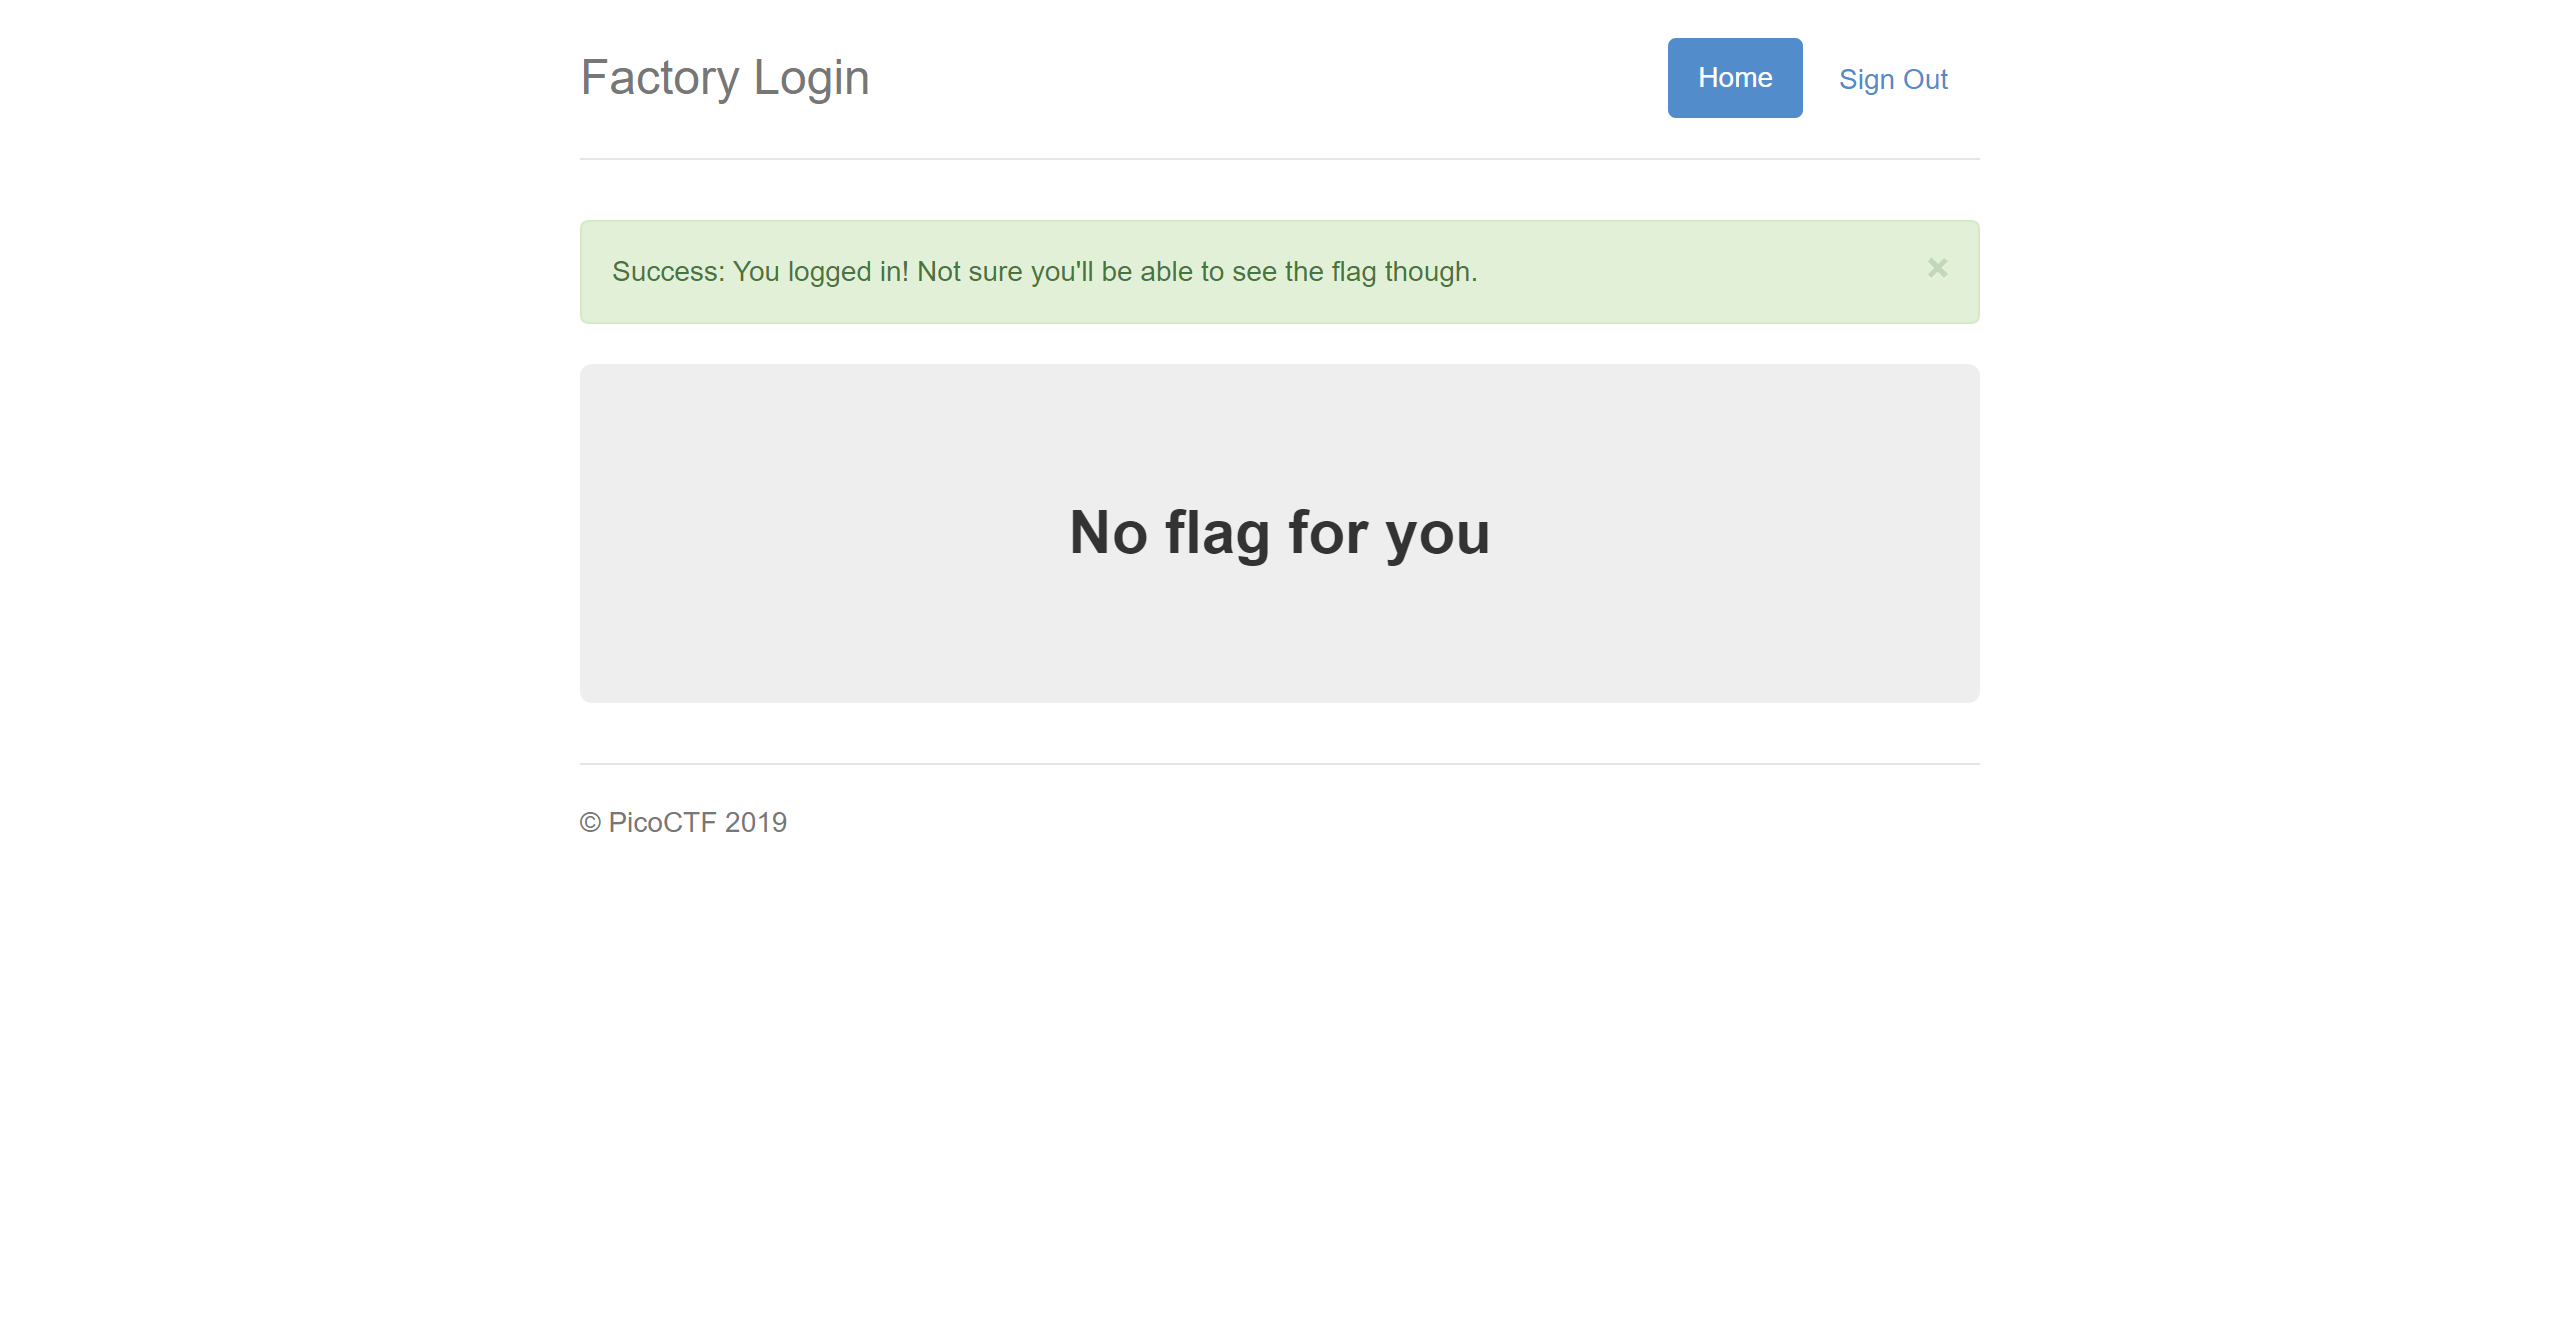 Factory Login
Home
Sign Out
Success: You logged in! Not sure you'll be able to see the flag though.
×
No flag for you
© PicoCTF 2019